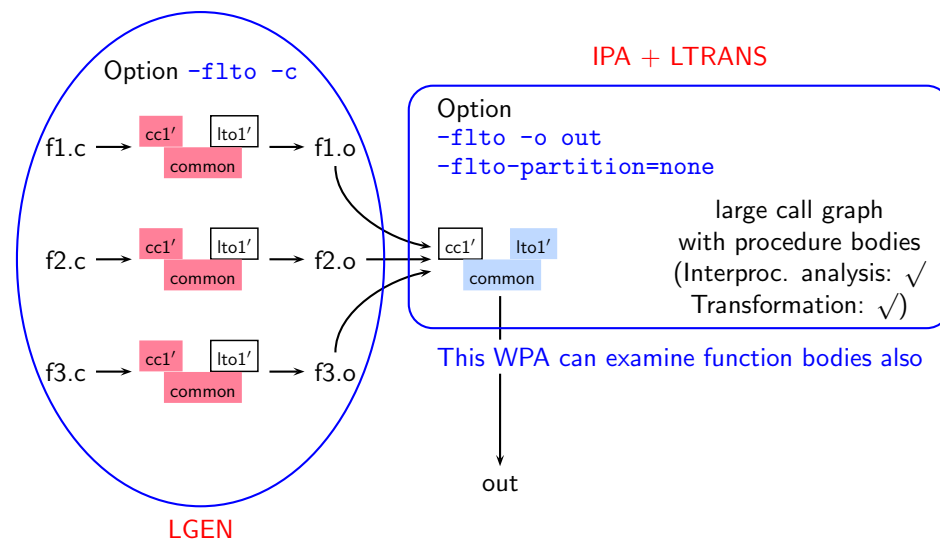 Option -flto -c
f1.c
cc1′
lto1′
common
f1.o
f2.c
cc1′
lto1′
common
f2.o
f3.c
cc1′
lto1′
common
f3.o
LGEN
IPA + LTRANS
Option
-flto -o out
-flto-partition=none
cc1′
lto1′
common
large call graph
with procedure bodies
(Interproc. analysis: √
Transformation: √)
This WPA can examine function bodies also
out